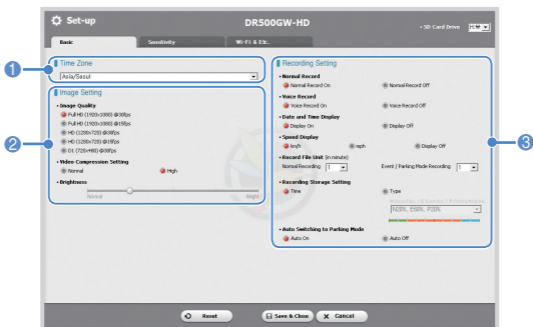 Set-up
DR500GW-HD
• SD Card Drive H:₩
Basic Sensitivity Wi-Fi & Etc.
1
Time Zone
Asia/Seoul
2
Image Setting
• Image Quality
Full HD (1920x1080) @30fps
Full HD (1920x1080) @15fps
HD (1280x720) @30fps
HD (1280x720) @15fps
D1 (720x480) @30fps
• Video Compression Setting
Normal High
• Brightness
Normal Bright
3
Recording Setting
• Normal Record
Normal Record On Normal Record Off
• Voice Record
Voice Record On Voice Record Off
• Date and Time Display
Display On Display Off
• Speed Display
km/h mph Display Off
• Record File Unit (in minute)
Normal Recording 1 Event / Parking Mode Recording 1
• Recording Storage Setting
Time Type
N30%, E50%, P20%
• Auto Switching to Parking Mode
Auto On Auto Off
Reset Save & Close X Cancel